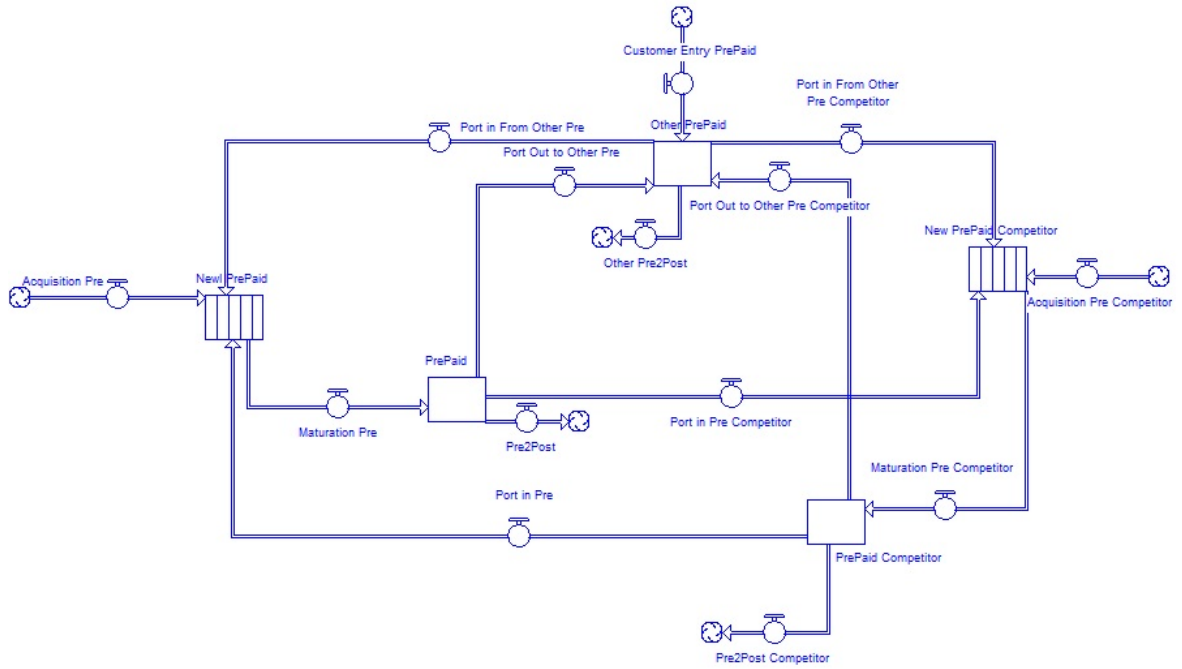 Customer Entry PrePaid
Port in From Other
Pre Competitor
Other PrePaid
Port in From Other Pre
Port Out to Other Pre
Port Out to Other Pre Competitor
New PrePaid Competitor
Other Pre2Post
Acquisition Pre
Newl PrePaid
Acquisition Pre Competitor
PrePaid
Maturation Pre
Pre2Post
Port in Pre Competitor
Maturation Pre Competitor
Port in Pre
PrePaid Competitor
Pre2Post Competitor